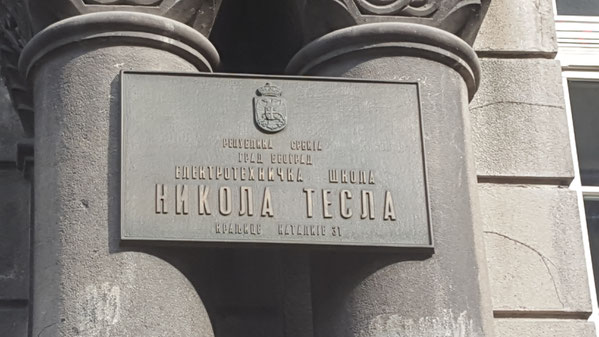 РЕПУБЛИКА СРБИЈА
ГРАД БЕОГРАД
ЕЛЕКТРОТЕХНИЧКА ШКОЛА
НИКОЛА ТЕСЛА
КРАЉИЦЕ НАТАЛИЈЕ 31